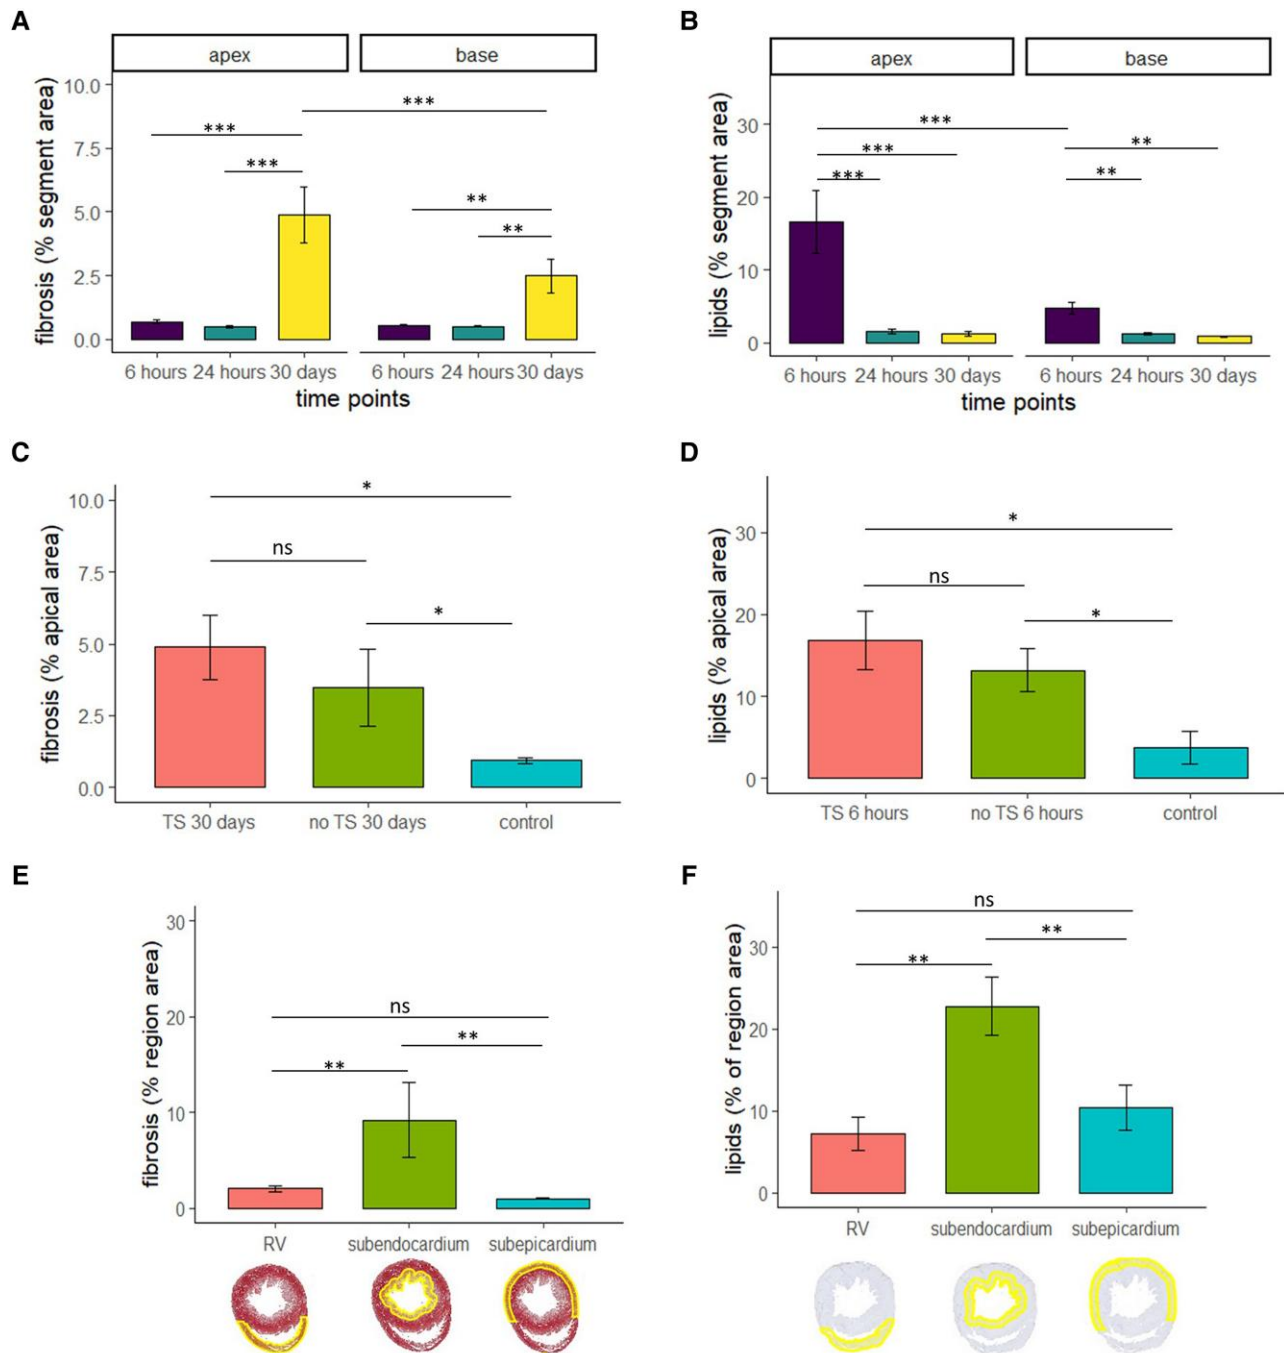 A
apex
base
fibrosis (% segment area)
10.0
7.5
5.0
2.5
0.0
***
***
***
**
**
6 hours 24 hours 30 days
6 hours 24 hours 30 days
time points
B
apex
base
lipids (% segment area)
30
20
10
0
***
***
***
**
**
6 hours 24 hours 30 days
6 hours 24 hours 30 days
time points
C
fibrosis (% apical area)
10.0
7.5
5.0
2.5
0.0
*
ns
*
TS 30 days no TS 30 days control
D
lipids (% apical area)
30
20
10
0
*
ns
*
TS 6 hours no TS 6 hours control
E
fibrosis (% region area)
30
20
10
0
ns
**
**
RV subendocardium subepicardium
F
lipids (% of region area)
30
20
10
0
ns
**
**
RV subendocardium subepicardium